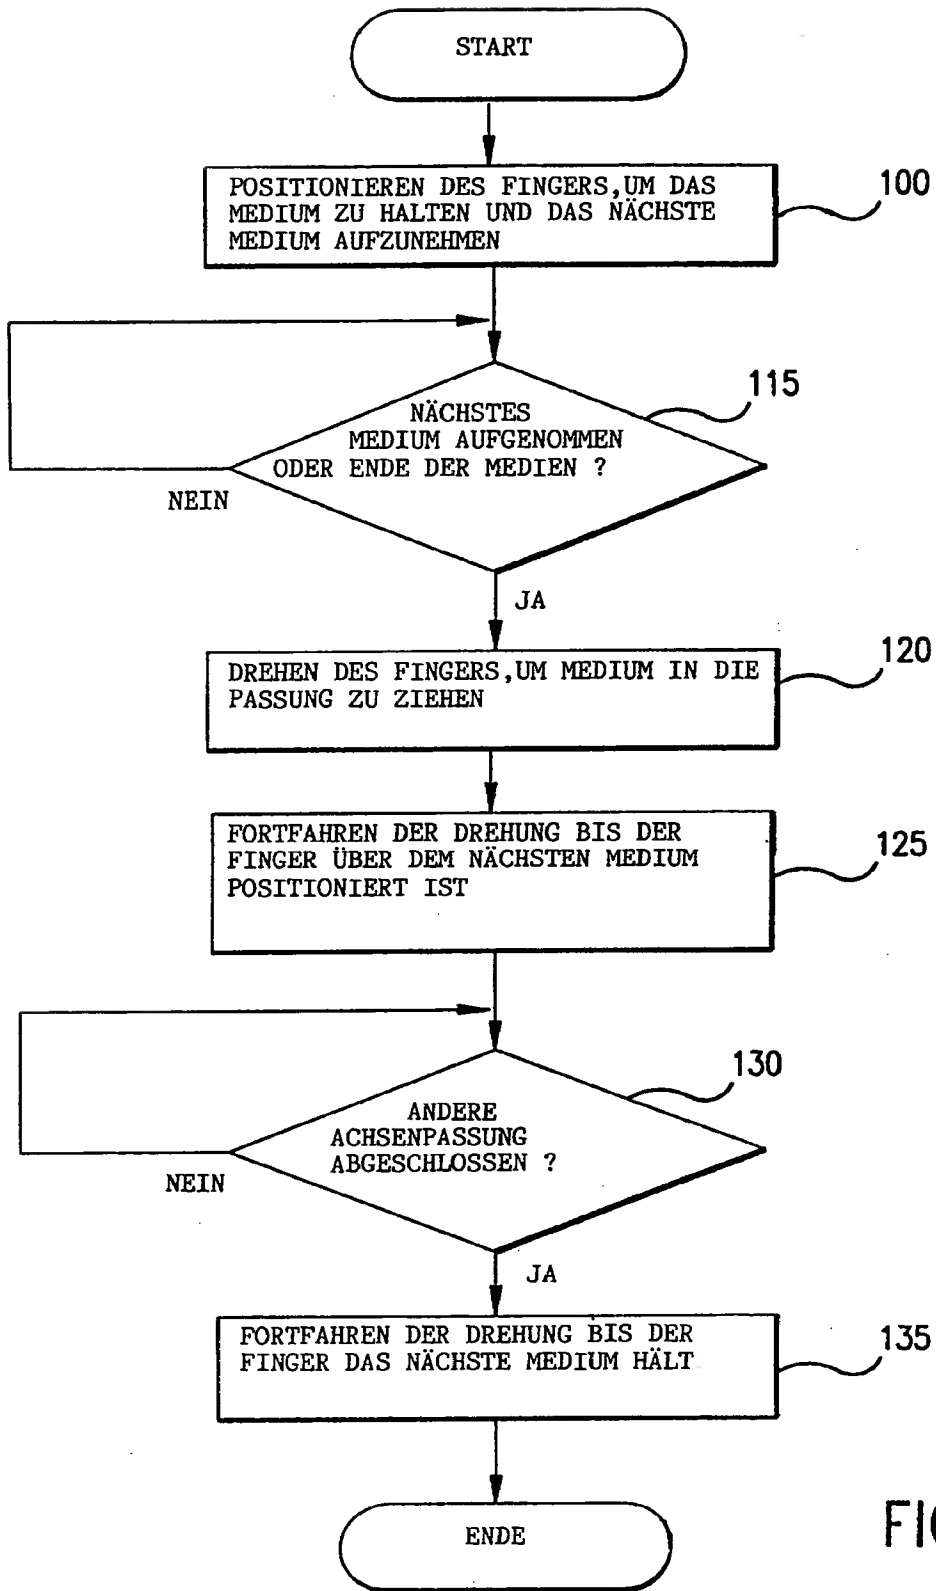 START
POSITIONIEREN DES FINGERS,UM DAS
MEDIUM ZU HALTEN UND DAS NÄCHSTE
MEDIUM AUFZUNEHMEN
100
NÄCHSTES
MEDIUM AUFGENOMMEN
ODER ENDE DER MEDIEN ?
115
NEIN
JA
DREHEN DES FINGERS,UM MEDIUM IN DIE
PASSUNG ZU ZIEHEN
120
FORTFAHREN DER DREHUNG BIS DER
FINGER ÜBER DEM NÄCHSTEN MEDIUM
POSITIONIERT IST
125
ANDERE
ACHSENPASSUNG
ABGESCHLOSSEN ?
130
NEIN
JA
FORTFAHREN DER DREHUNG BIS DER
FINGER DAS NÄCHSTE MEDIUM HÄLT
135
ENDE